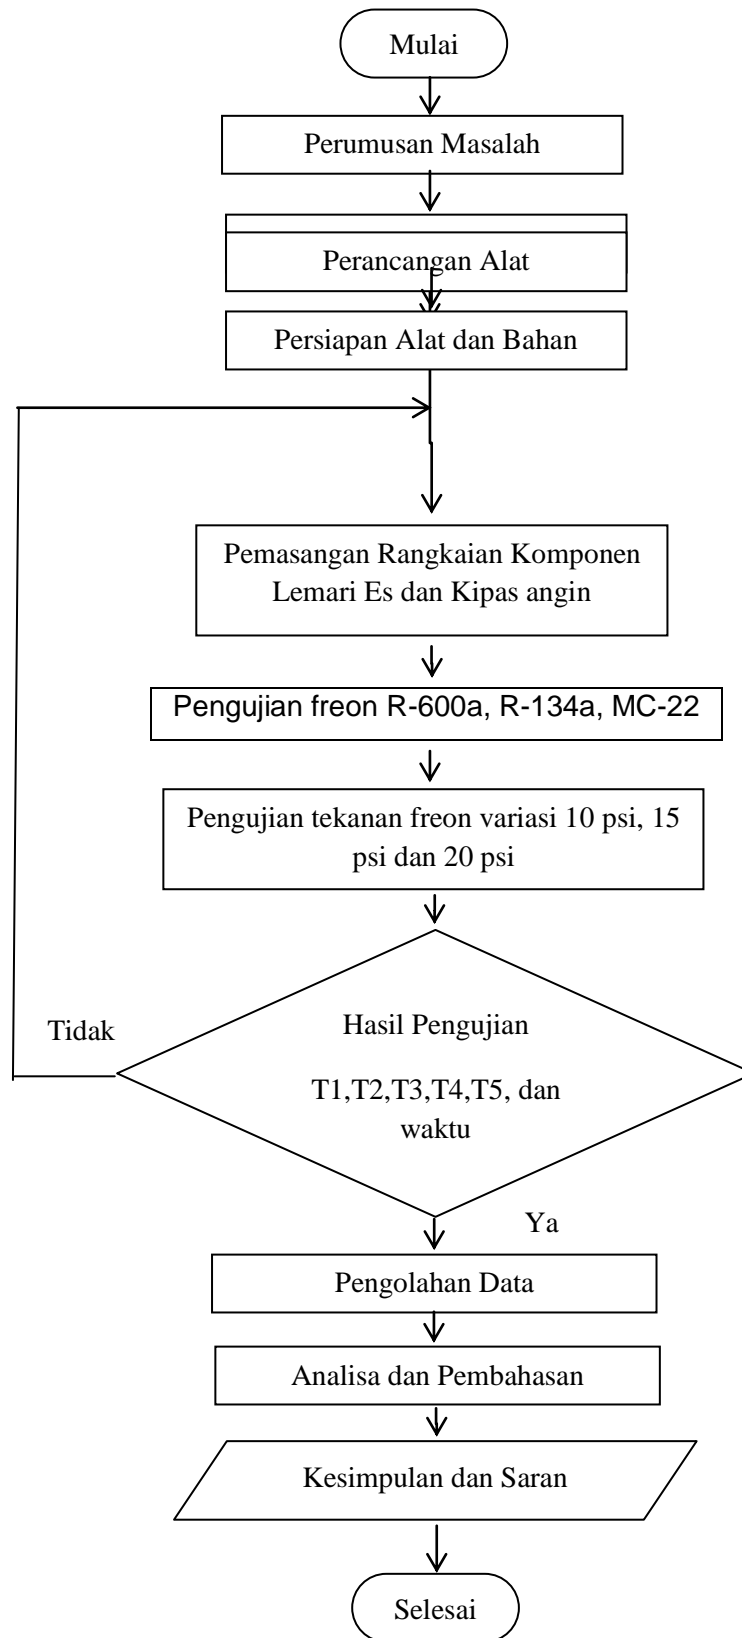 Mulai
Perumusan Masalah
Perancangan Alat
Persiapan Alat dan Bahan
Pemasangan Rangkaian Komponen
Lemari Es dan Kipas angin
Pengujian freon R-600a, R-134a, MC-22
Pengujian tekanan freon variasi 10 psi, 15
psi dan 20 psi
Tidak
Hasil Pengujian
T1,T2,T3,T4,T5, dan
waktu
Ya
Pengolahan Data
Analisa dan Pembahasan
Kesimpulan dan Saran
Selesai